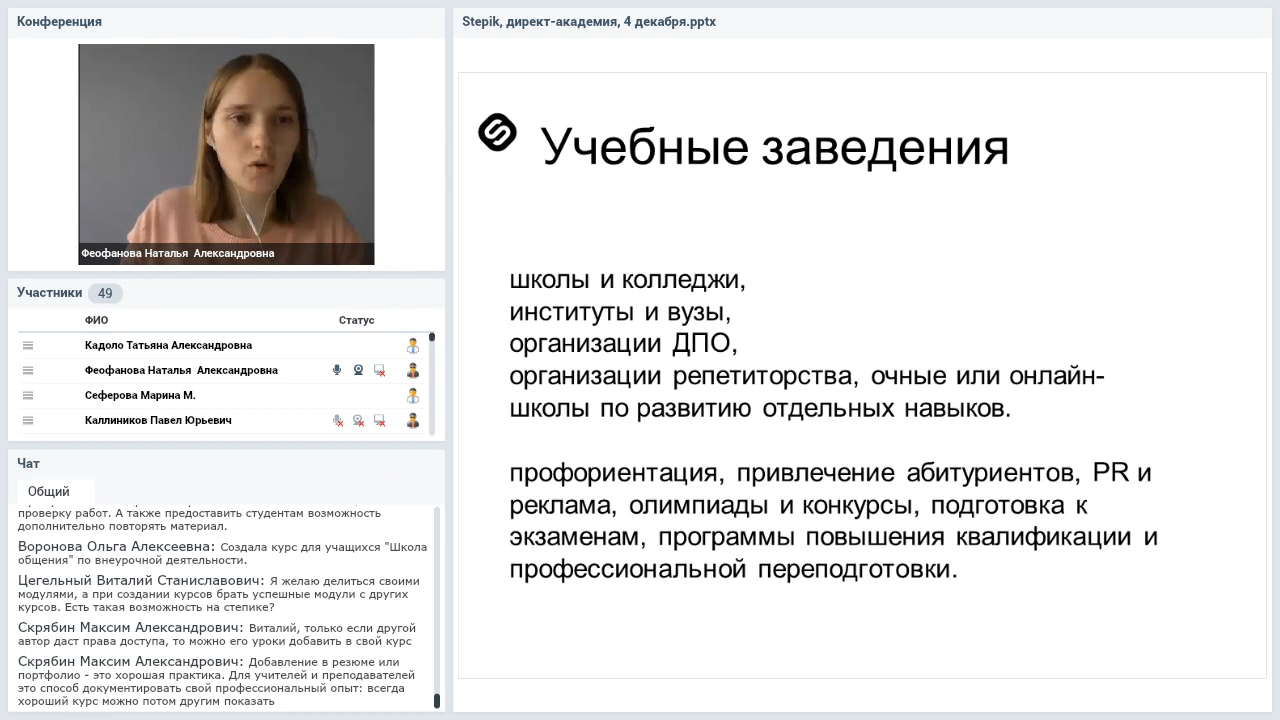 Конференция
Феофанова Наталья Александровна
Участники 49
ФИО Статус
Кадоло Татьяна Александровна
Феофанова Наталья Александровна
Сеферова Марина М.
Каллиников Павел Юрьевич
Чат
Общий
проверку работ. А также предоставить студентам возможность
дополнительно повторять материал.
Воронова Ольга Алексеевна: Создала курс для учащихся "Школа
общения" по внеурочной деятельности.
Цегельный Виталий Станиславович: Я желаю делиться своими
модулями, а при создании курсов брать успешные модули с других
курсов. Есть такая возможность на степике?
Скрябин Максим Александрович: Виталий, только если другой
автор даст права доступа, то можно его уроки добавить в свой курс
Скрябин Максим Александрович: Добавление в резюме или
портфолио - это хорошая практика. Для учителей и преподавателей
это способ документировать свой профессиональный опыт: всегда
хороший курс можно потом другим показать
Stepik, директ-академия, 4 декабря.pptx
Учебные заведения
школы и колледжи,
институты и вузы,
организации ДПО,
организации репетиторства, очные или онлайн-
школы по развитию отдельных навыков.
профориентация, привлечение абитуриентов, PR и
реклама, олимпиады и конкурсы, подготовка к
экзаменам, программы повышения квалификации и
профессиональной переподготовки.